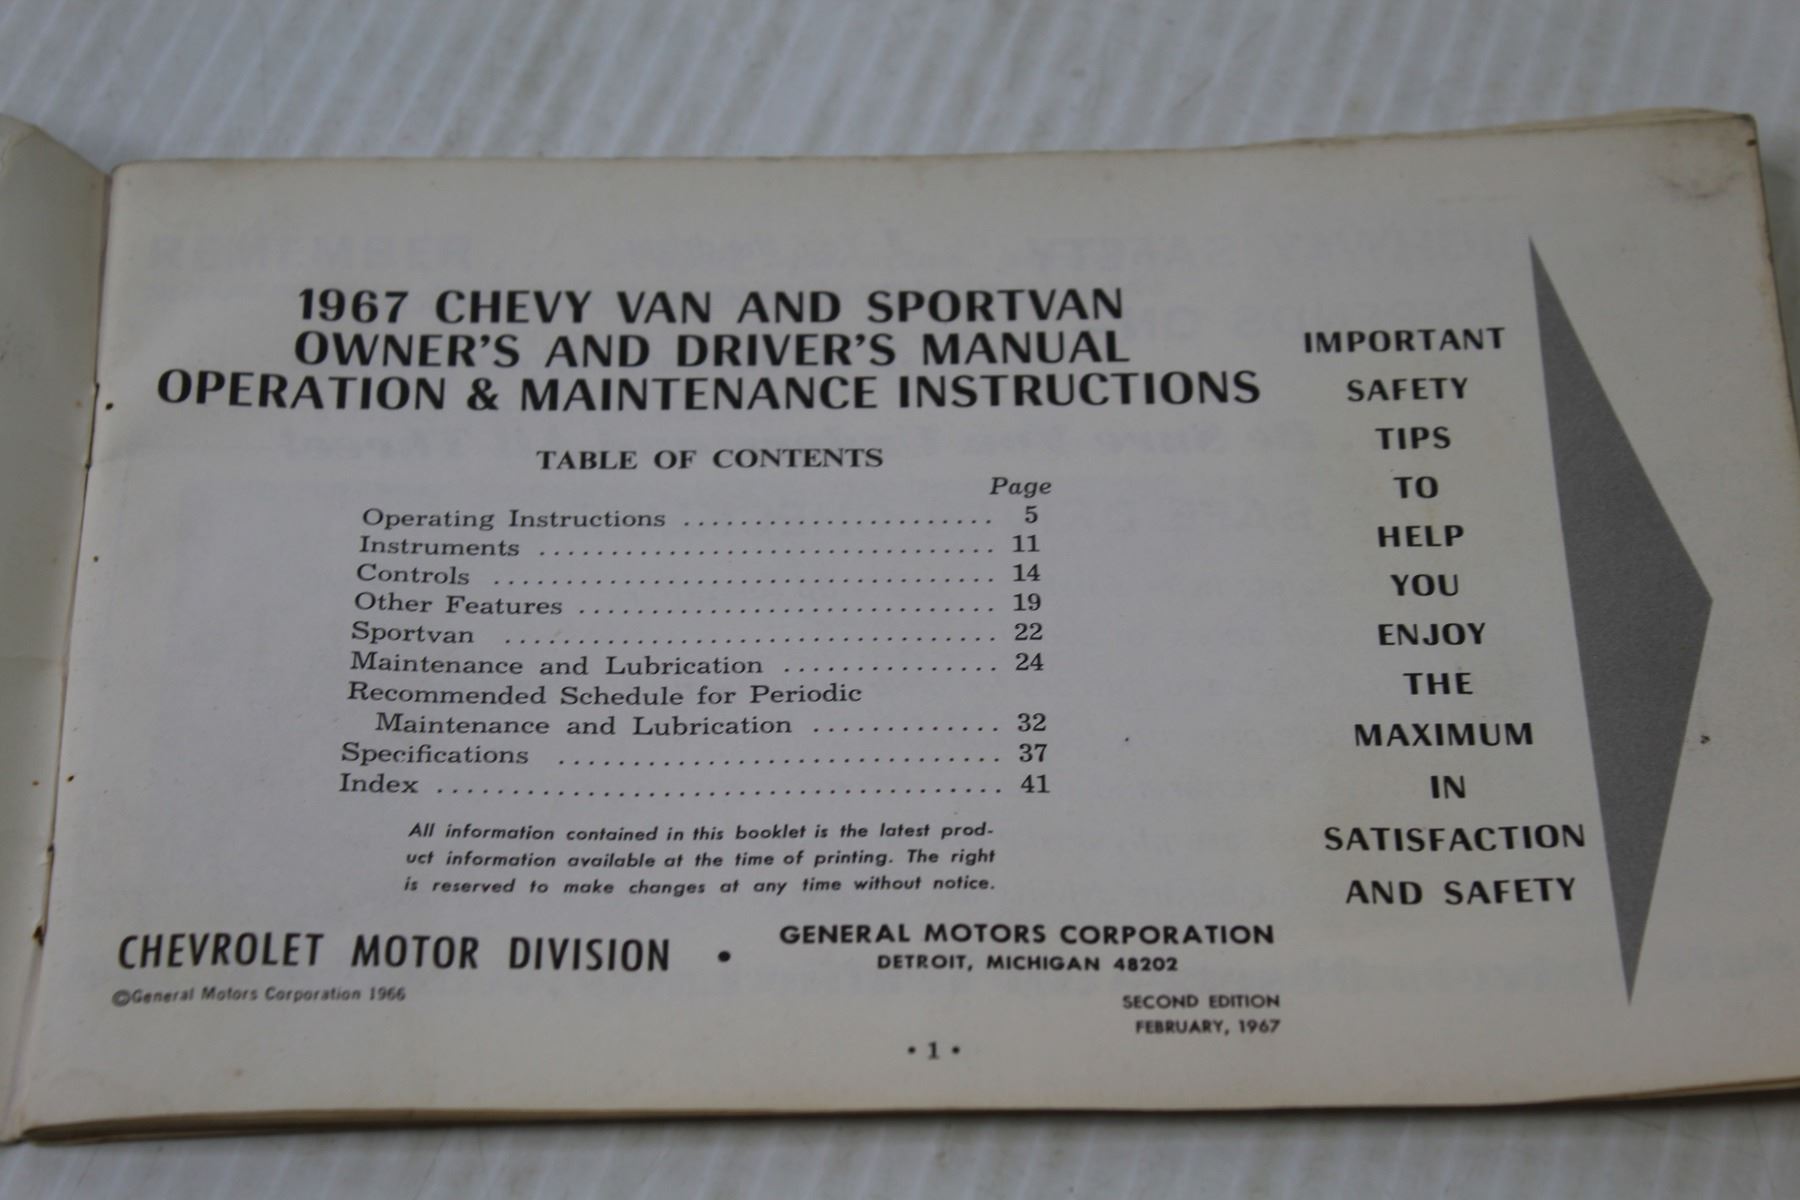 1967 CHEVY VAN AND SPORTVAN
OWNER'S AND DRIVER'S MANUAL
OPERATION & MAINTENANCE INSTRUCTIONS
TABLE OF CONTENTS
Page
Operating Instructions ...................... 5
Instruments ................................ 11
Controls ................................... 14
Other Features ............................. 19
Sportvan .................................. 22
Maintenance and Lubrication ............... 24
Recommended Schedule for Periodic
Maintenance and Lubrication ............. 32
Specifications ............................... 37
Index ....................................... 41
All information contained in this booklet is the latest prod-
uct information available at the time of printing. The right
is reserved to make changes at any time without notice.
CHEVROLET MOTOR DIVISION • GENERAL MOTORS CORPORATION
DETROIT, MICHIGAN 48202
©General Motors Corporation 1966
SECOND EDITION
FEBRUARY, 1967
• 1 •
IMPORTANT
SAFETY
TIPS
TO
HELP
YOU
ENJOY
THE
MAXIMUM
IN
SATISFACTION
AND SAFETY